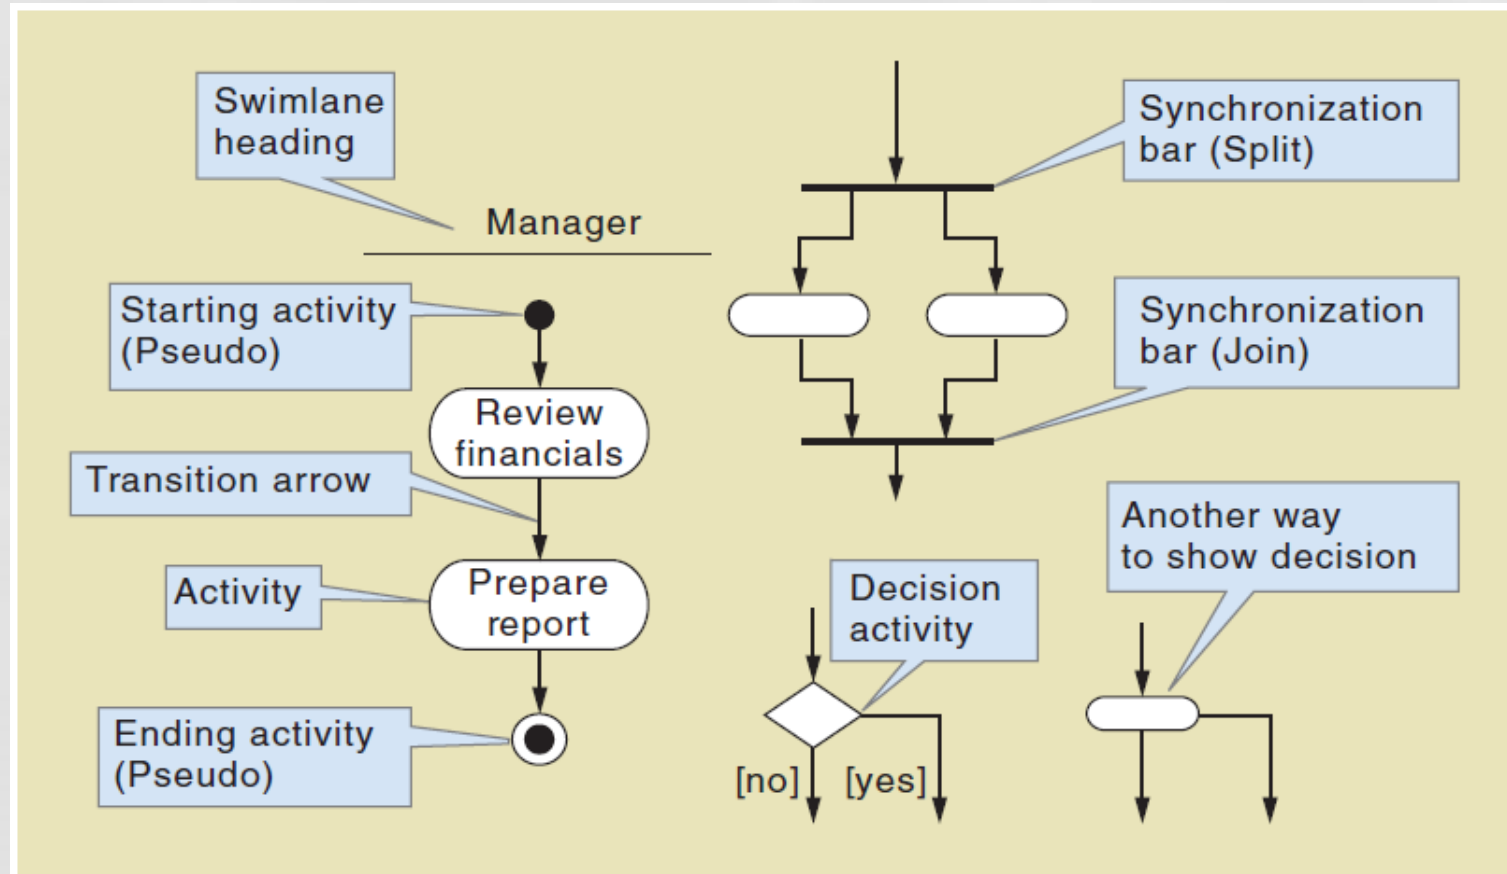 Swimlane
heading
Manager
Starting activity
(Pseudo)
Review
financials
Transition arrow
Activity
Prepare
report
Ending activity
(Pseudo)
Synchronization
bar (Split)
Synchronization
bar (Join)
Decision
activity
[no]
[yes]
Another way
to show decision